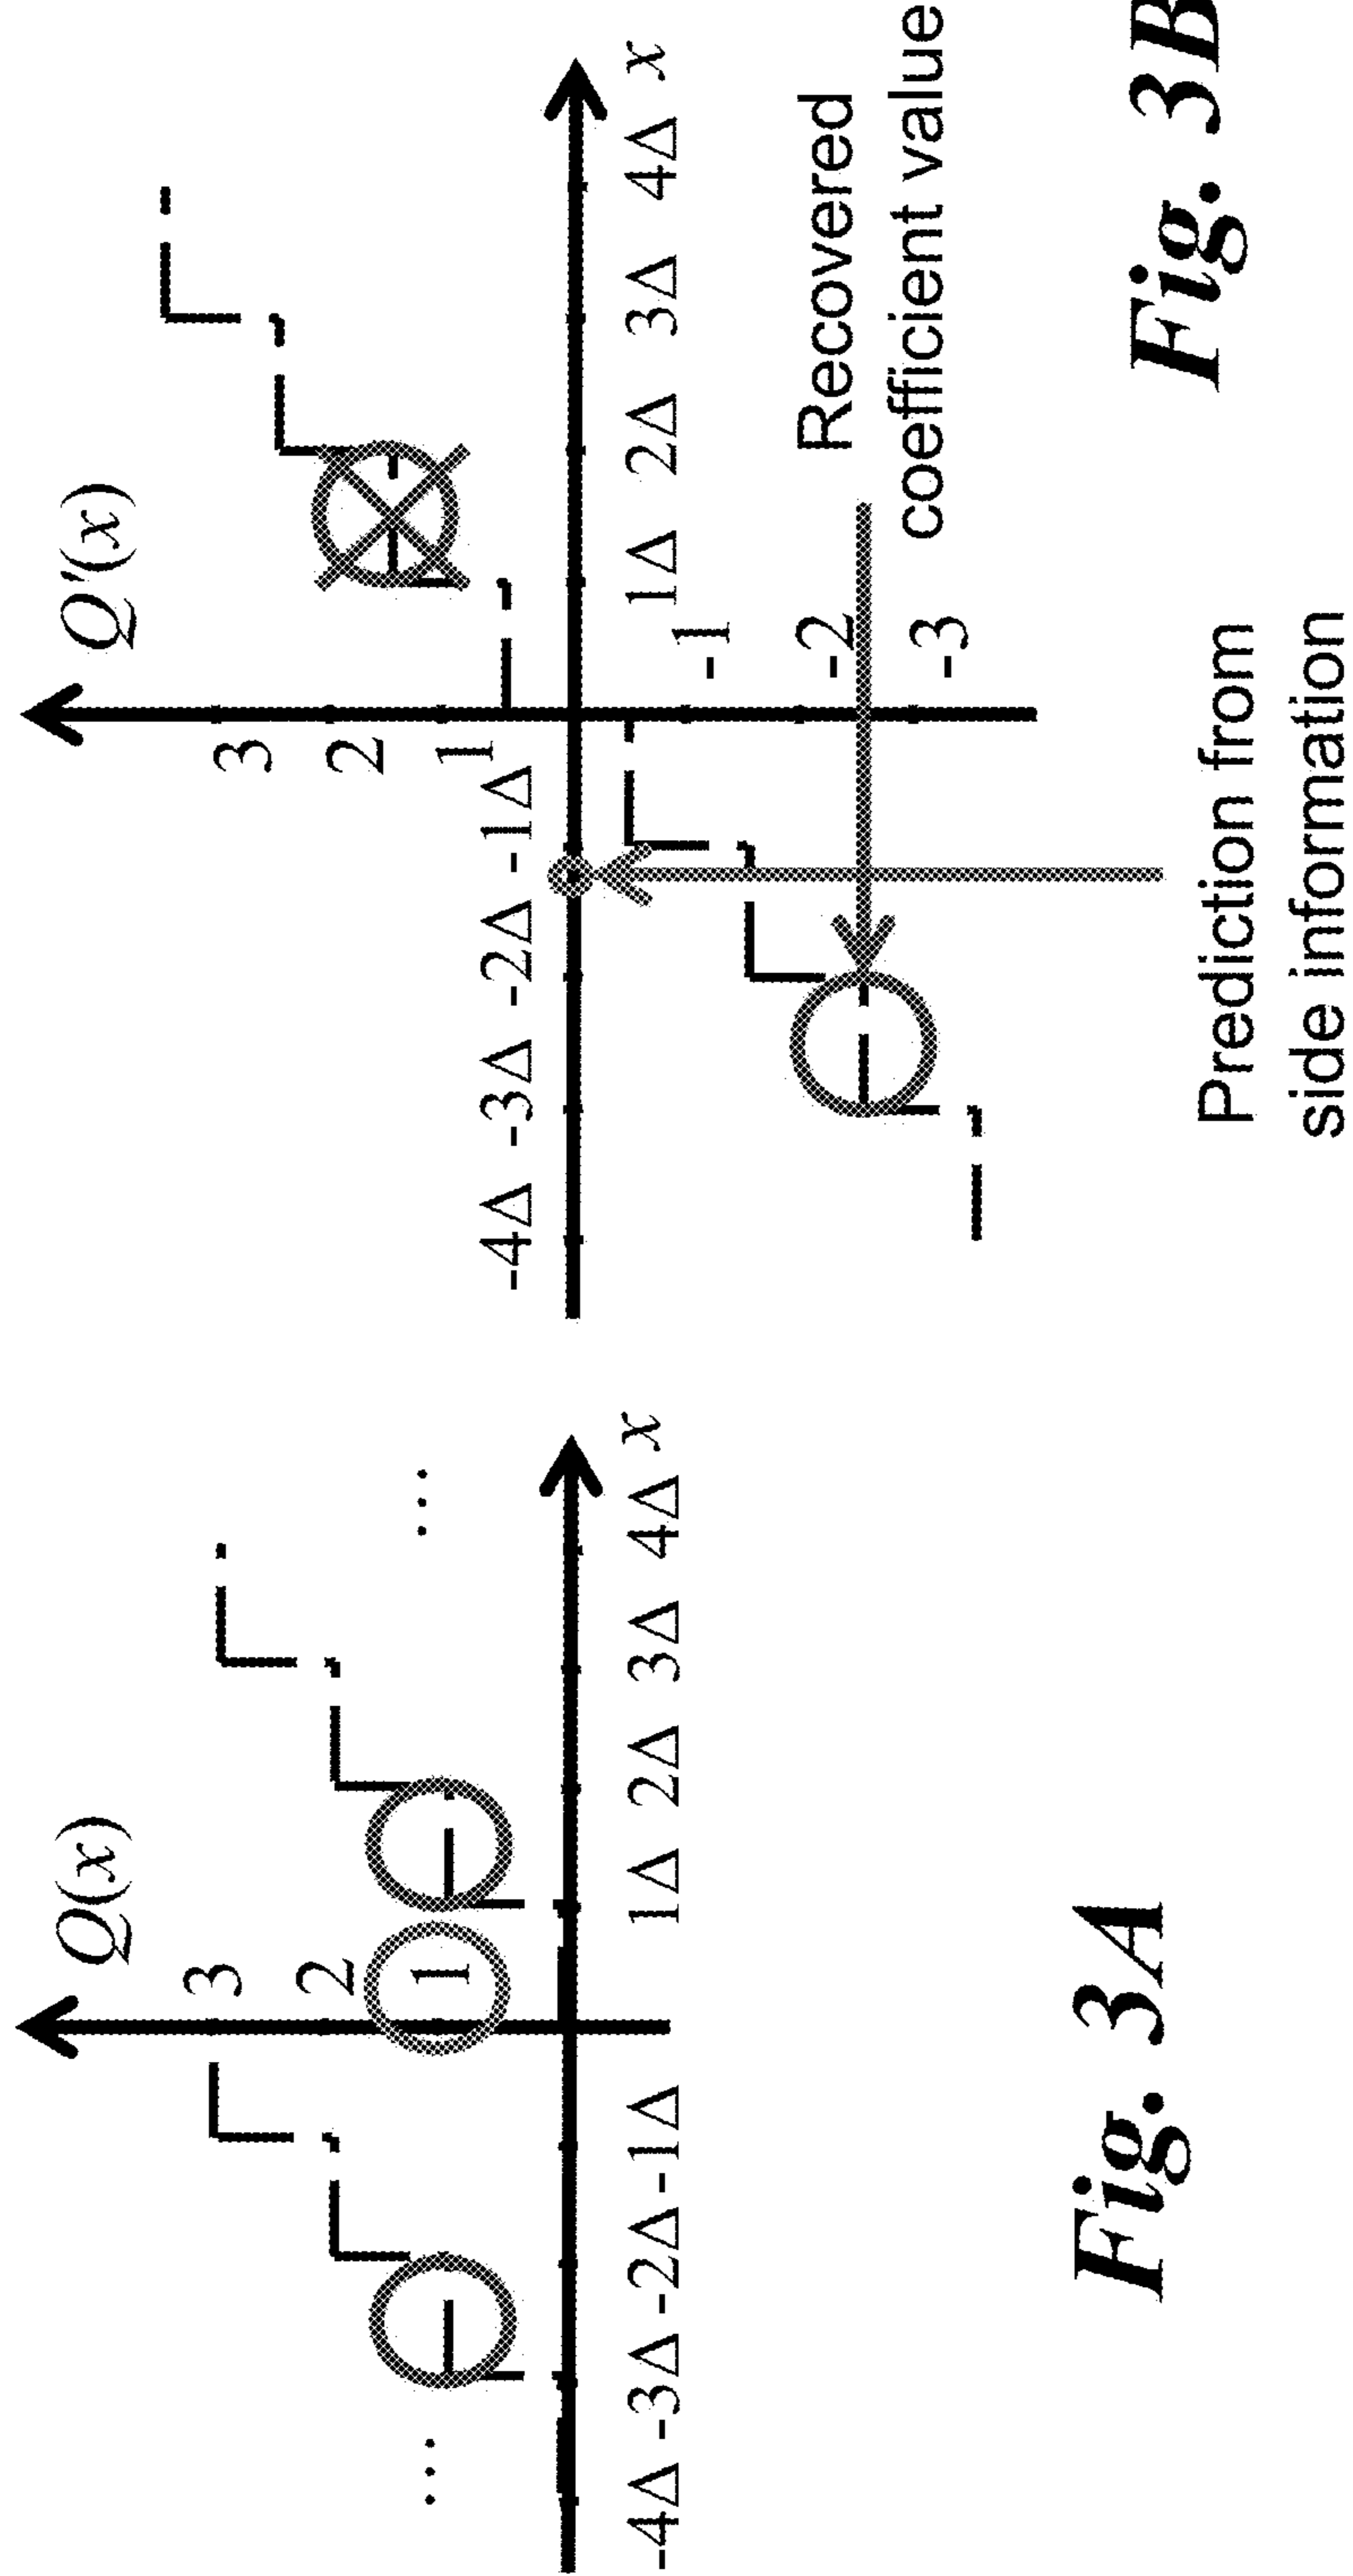 Q(x)
3
2
1
... ...
-4Δ -3Δ -2Δ -1Δ 1Δ 2Δ 3Δ 4Δ x
Fig. 3A
Q'(x)
3
2
1
-4Δ -3Δ -2Δ -1Δ
1Δ 2Δ 3Δ 4Δ x
-1
-2
-3
Recovered
coefficient value
Prediction from
side information
Fig. 3B